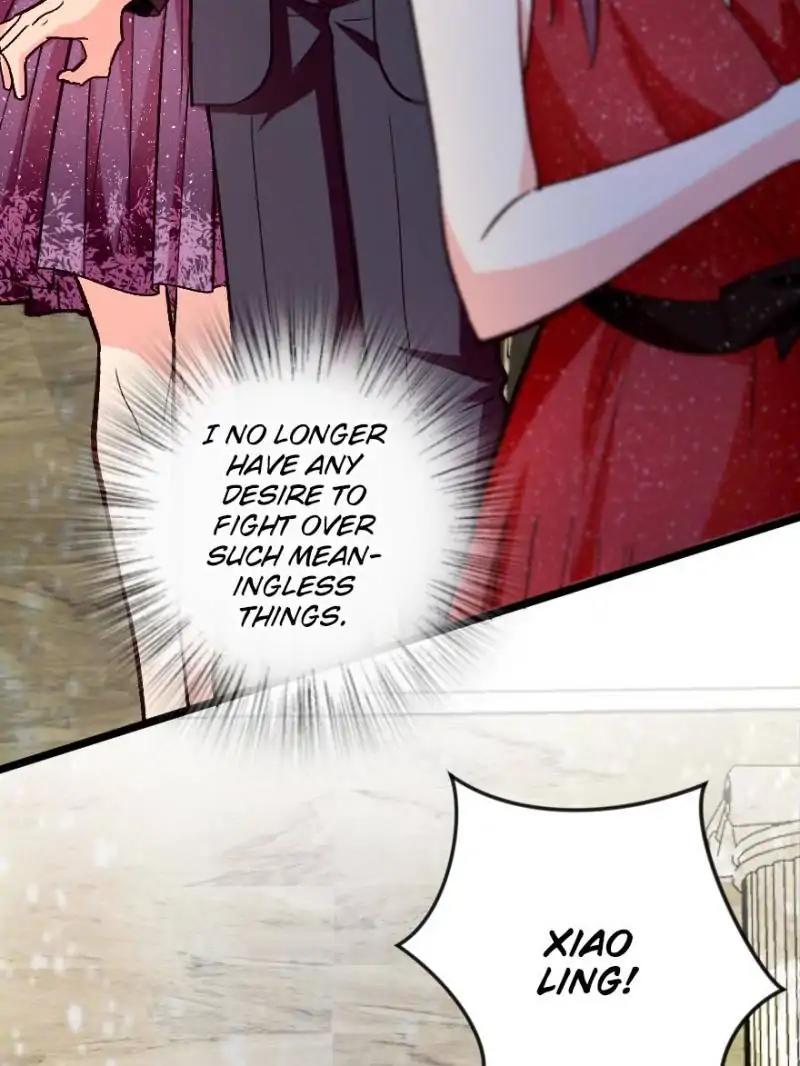 I NO LONGER
HAVE ANY
DESIRE TO
FIGHT OVER
SUCH MEAN-
INGLESS
THINGS.
XIAO
LING!